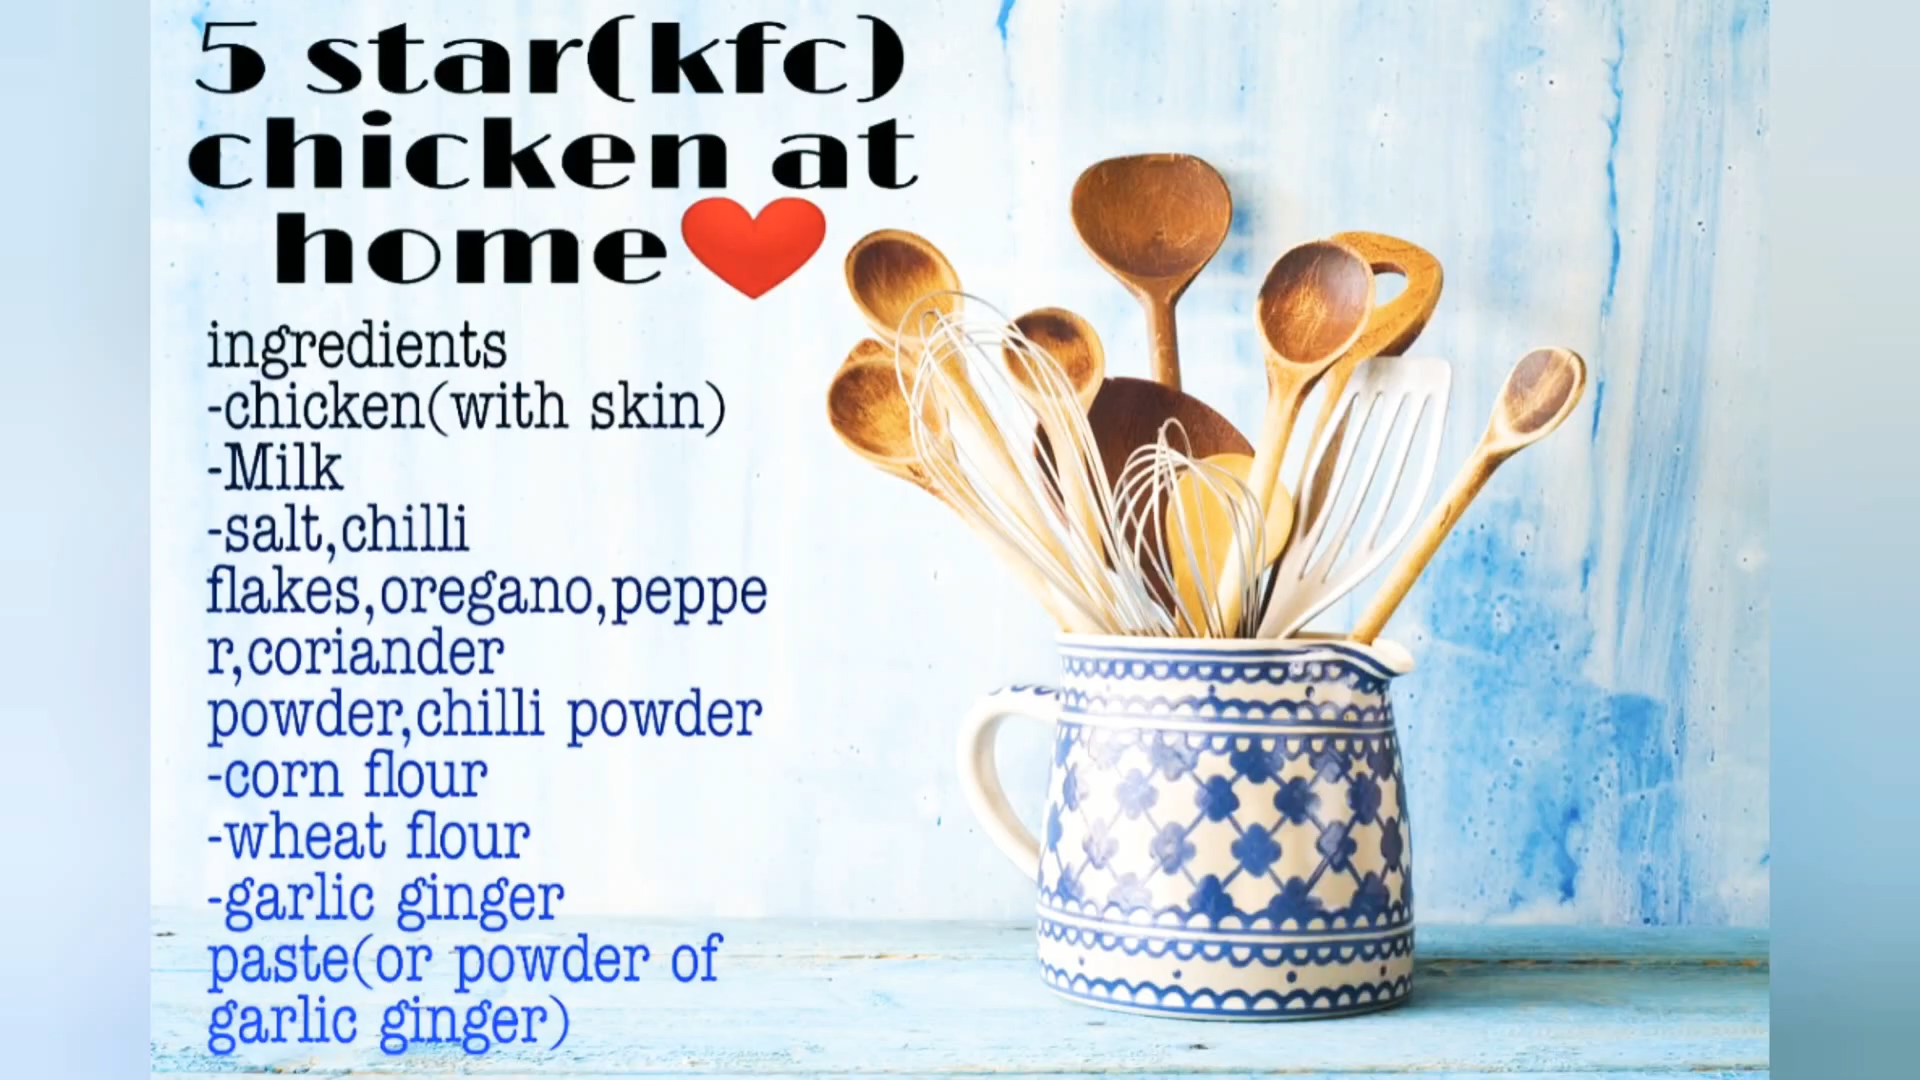 5 star(kfc)
chicken at
home❤
ingredients
-chicken(with skin)
-Milk
-salt,chilli
flakes,oregano,peppe
r,coriander
powder,chilli powder
-corn flour
-wheat flour
-garlic ginger
paste(or powder of
garlic ginger)